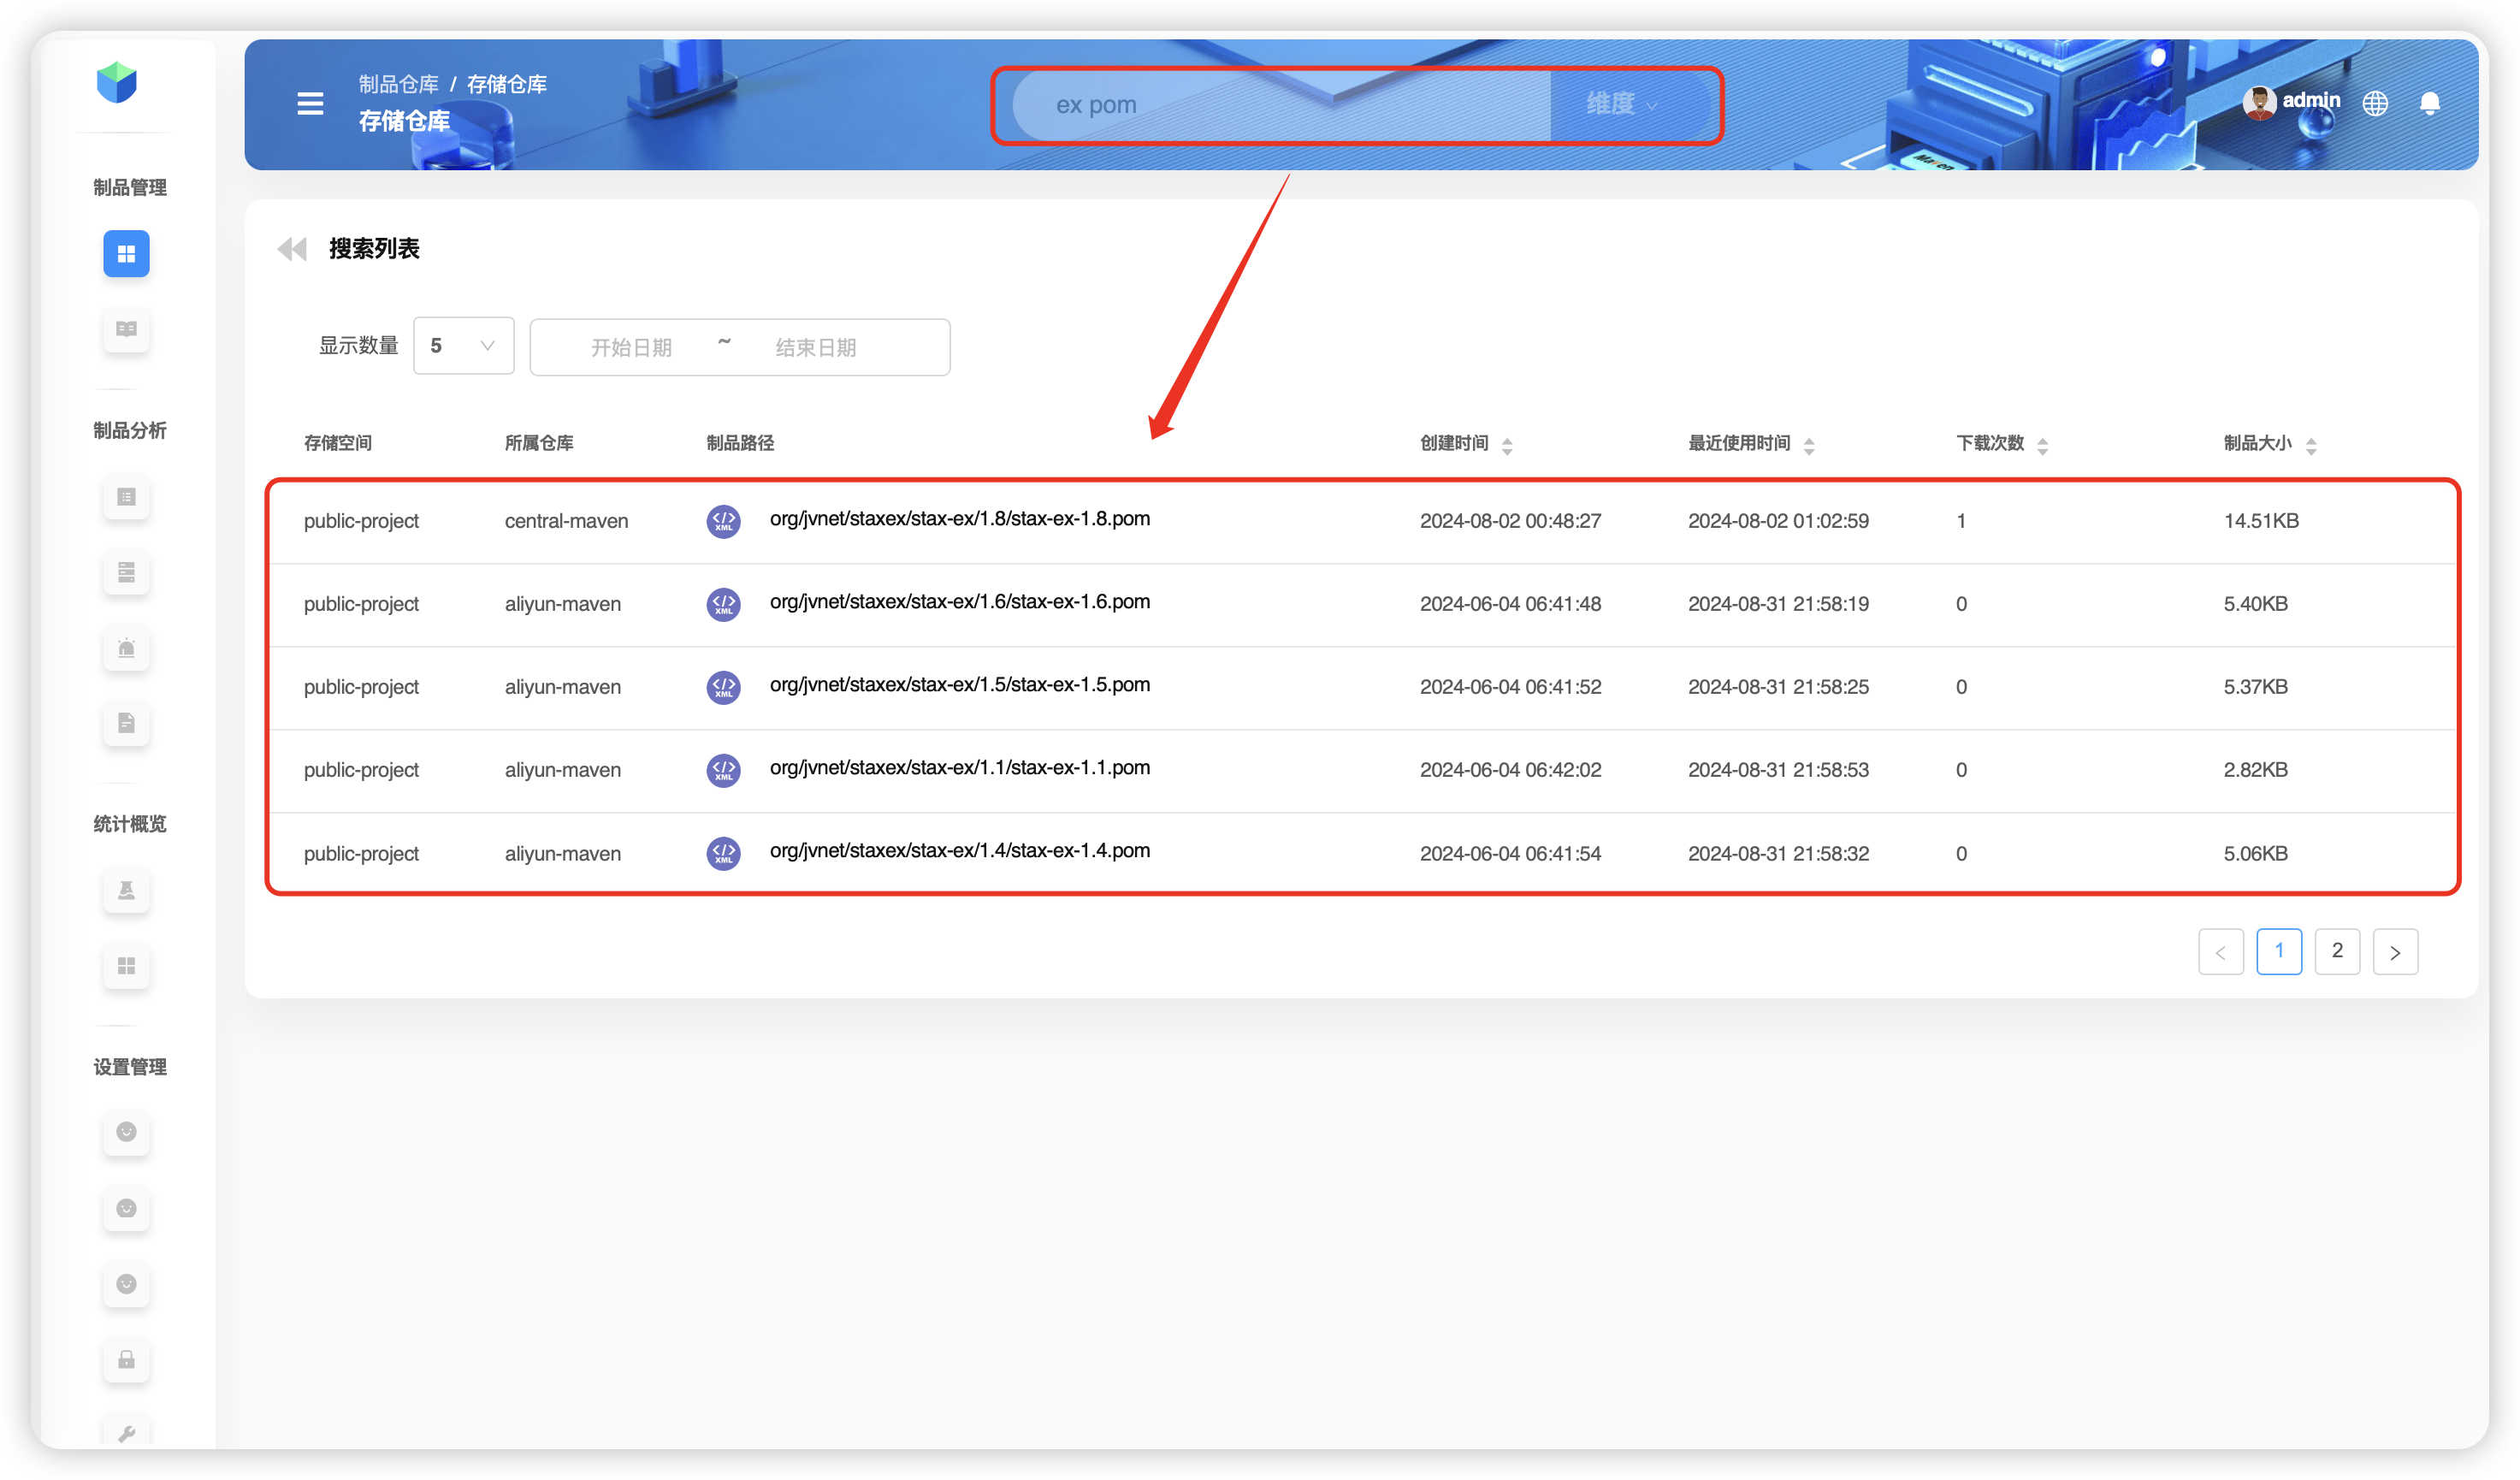 制品仓库 / 存储仓库
存储仓库
ex pom
维度
admin
Maven
制品管理
制品分析
统计概览
设置管理
搜索列表
显示数量 5 开始日期 ~ 结束日期
存储空间 所属仓库 制品路径 创建时间 最近使用时间 下载次数 制品大小
public-project central-maven XML org/jvnet/staxex/stax-ex/1.8/stax-ex-1.8.pom 2024-08-02 00:48:27 2024-08-02 01:02:59 1 14.51KB
public-project aliyun-maven XML org/jvnet/staxex/stax-ex/1.6/stax-ex-1.6.pom 2024-06-04 06:41:48 2024-08-31 21:58:19 0 5.40KB
public-project aliyun-maven XML org/jvnet/staxex/stax-ex/1.5/stax-ex-1.5.pom 2024-06-04 06:41:52 2024-08-31 21:58:25 0 5.37KB
public-project aliyun-maven XML org/jvnet/staxex/stax-ex/1.1/stax-ex-1.1.pom 2024-06-04 06:42:02 2024-08-31 21:58:53 0 2.82KB
public-project aliyun-maven XML org/jvnet/staxex/stax-ex/1.4/stax-ex-1.4.pom 2024-06-04 06:41:54 2024-08-31 21:58:32 0 5.06KB
< 1 2 >